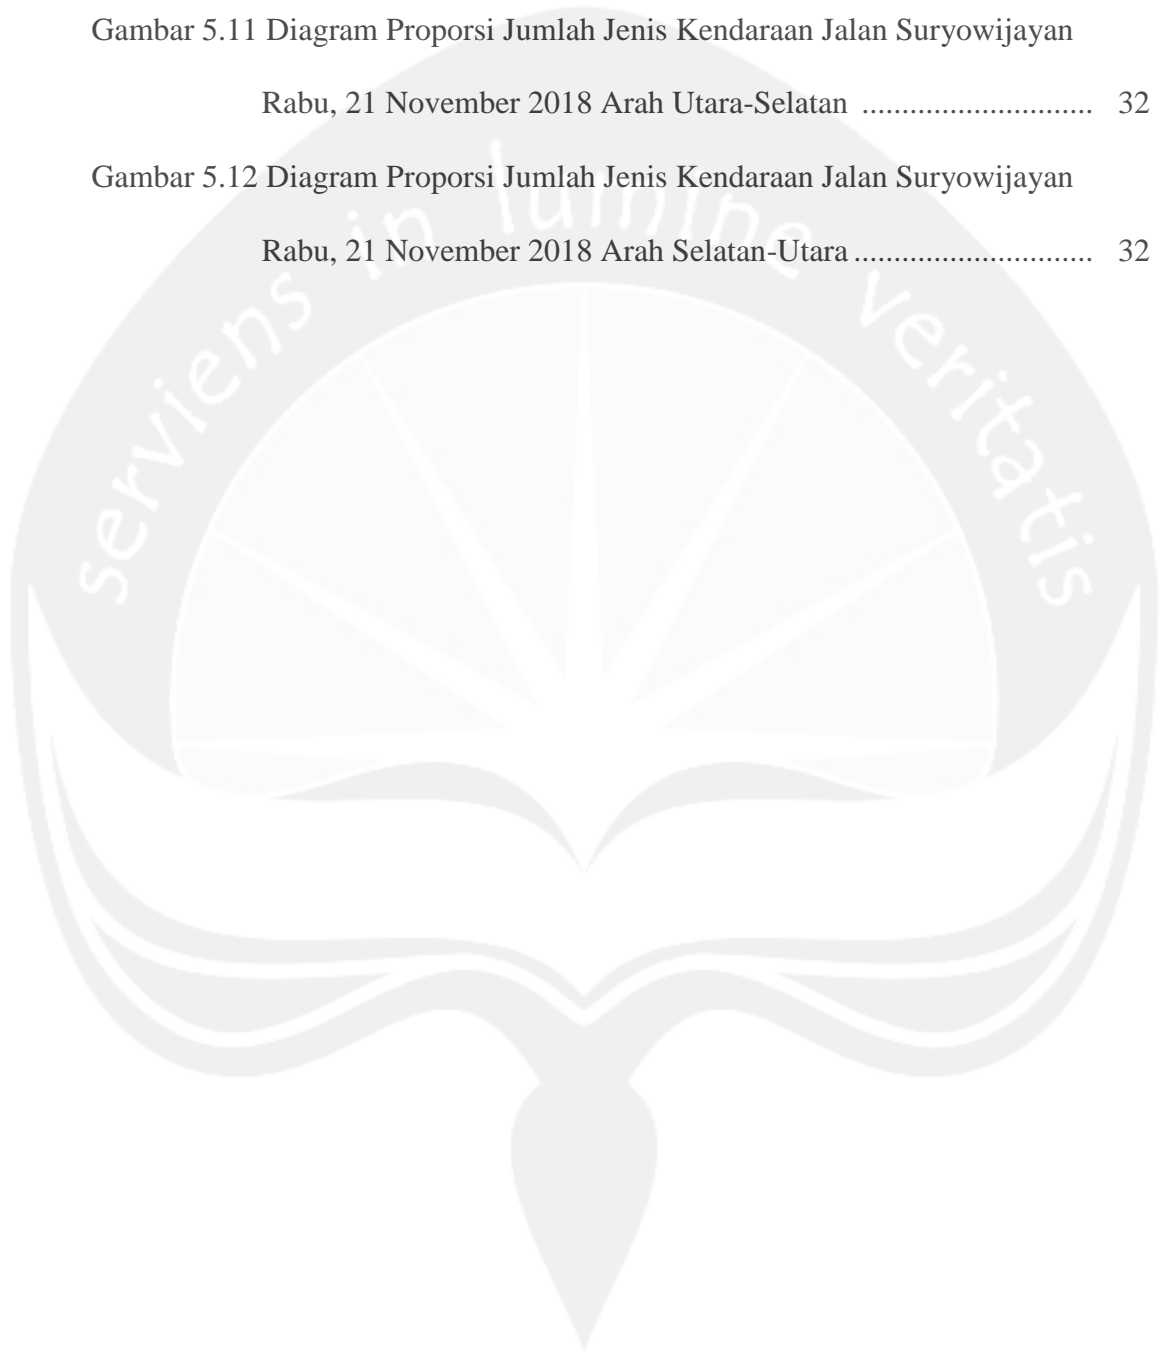 Gambar 5.11 Diagram Proporsi Jumlah Jenis Kendaraan Jalan Suryowijayan
Rabu, 21 November 2018 Arah Utara-Selatan ............................. 32
Gambar 5.12 Diagram Proporsi Jumlah Jenis Kendaraan Jalan Suryowijayan
Rabu, 21 November 2018 Arah Selatan-Utara .............................. 32
serviens in lumine veritatis